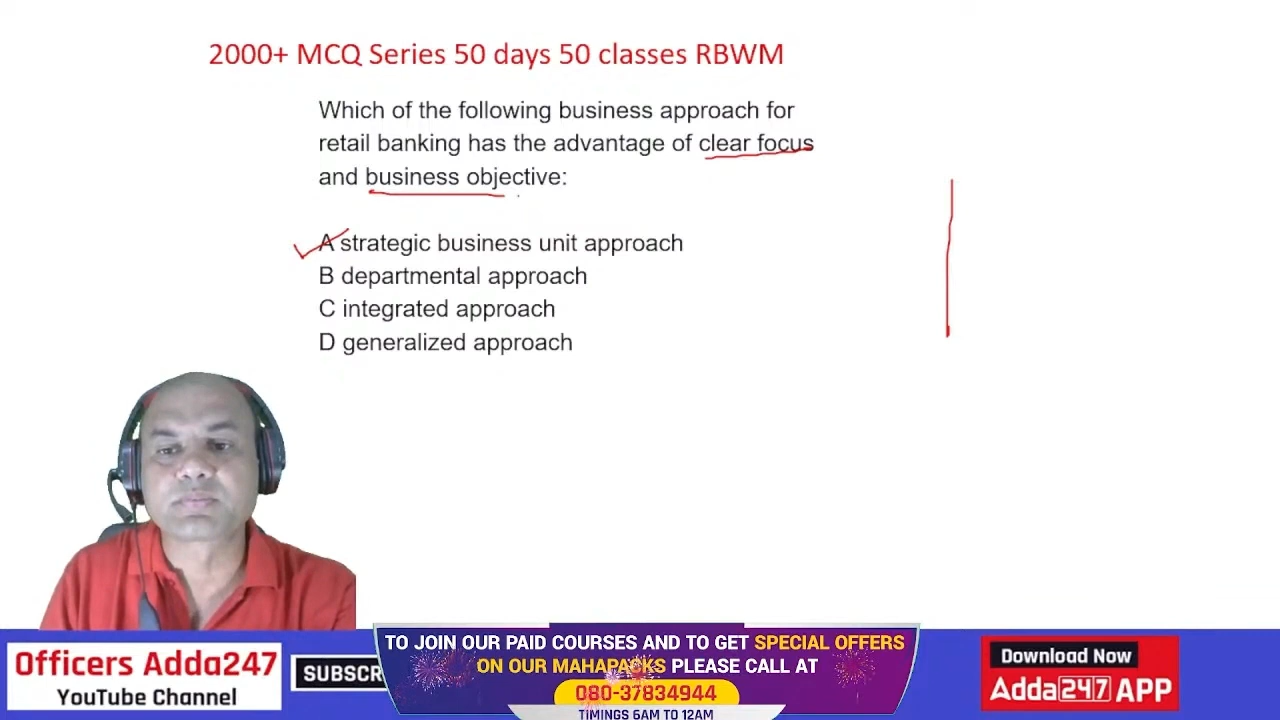 2000+ MCQ Series 50 days 50 classes RBWM
Which of the following business approach for
retail banking has the advantage of clear focus
and business objective:
A strategic business unit approach
B departmental approach
C integrated approach
D generalized approach
Officers Adda247
YouTube Channel
SUBSCR
TO JOIN OUR PAID COURSES AND TO GET SPECIAL OFFERS
ON OUR MAHAPACKS PLEASE CALL AT
080-37834944
TIMINGS 6AM TO 12AM
Download Now
Adda247 APP